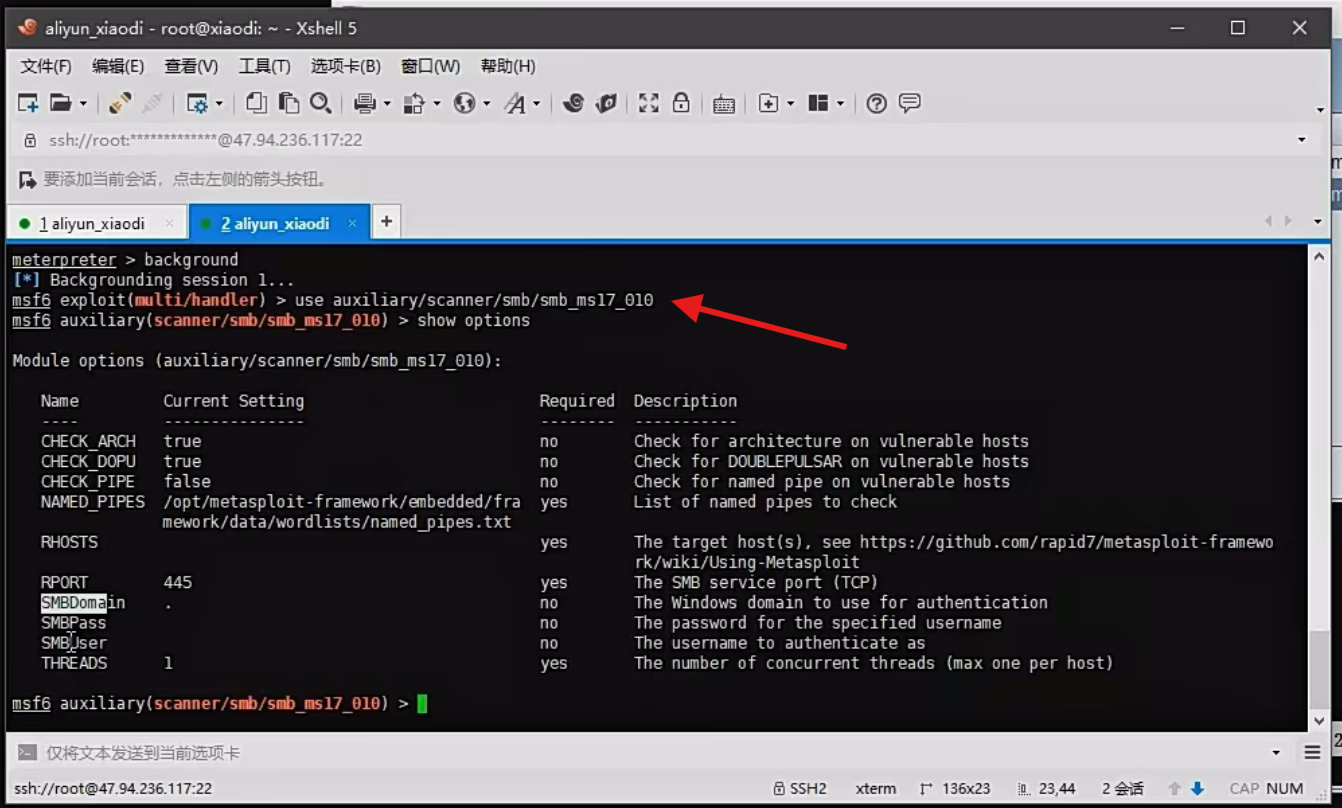 aliyun_xiaodi - root@xiaodi: ~ - Xshell 5
文件(F) 编辑(E) 查看(V) 工具(T) 选项卡(B) 窗口(W) 帮助(H)
ssh://root:*************@47.94.236.117:22
要添加当前会话，点击左侧的箭头按钮。
1 aliyun_xiaodi × 2 aliyun_xiaodi × +
meterpreter > background
[*] Backgrounding session 1...
msf6 exploit(multi/handler) > use auxiliary/scanner/smb/smb_ms17_010
msf6 auxiliary(scanner/smb/smb_ms17_010) > show options
Module options (auxiliary/scanner/smb/smb_ms17_010):
Name Current Setting Required Description
---- --------------- -------- -----------
CHECK_ARCH true no Check for architecture on vulnerable hosts
CHECK_DOPU true no Check for DOUBLEPULSAR on vulnerable hosts
CHECK_PIPE false no Check for named pipe on vulnerable hosts
NAMED_PIPES /opt/metasploit-framework/embedded/fra yes List of named pipes to check
mework/data/wordlists/named_pipes.txt
RHOSTS yes The target host(s), see https://github.com/rapid7/metasploit-framewo
rk/wiki/Using-Metasploit
RPORT 445 yes The SMB service port (TCP)
SMBDomain . no The Windows domain to use for authentication
SMBPass no The password for the specified username
SMBUser no The username to authenticate as
THREADS 1 yes The number of concurrent threads (max one per host)
msf6 auxiliary(scanner/smb/smb_ms17_010) >
仅将文本发送到当前选项卡
ssh://root@47.94.236.117:22 SSH2 xterm 136x23 23,44 2 会话 CAP NUM